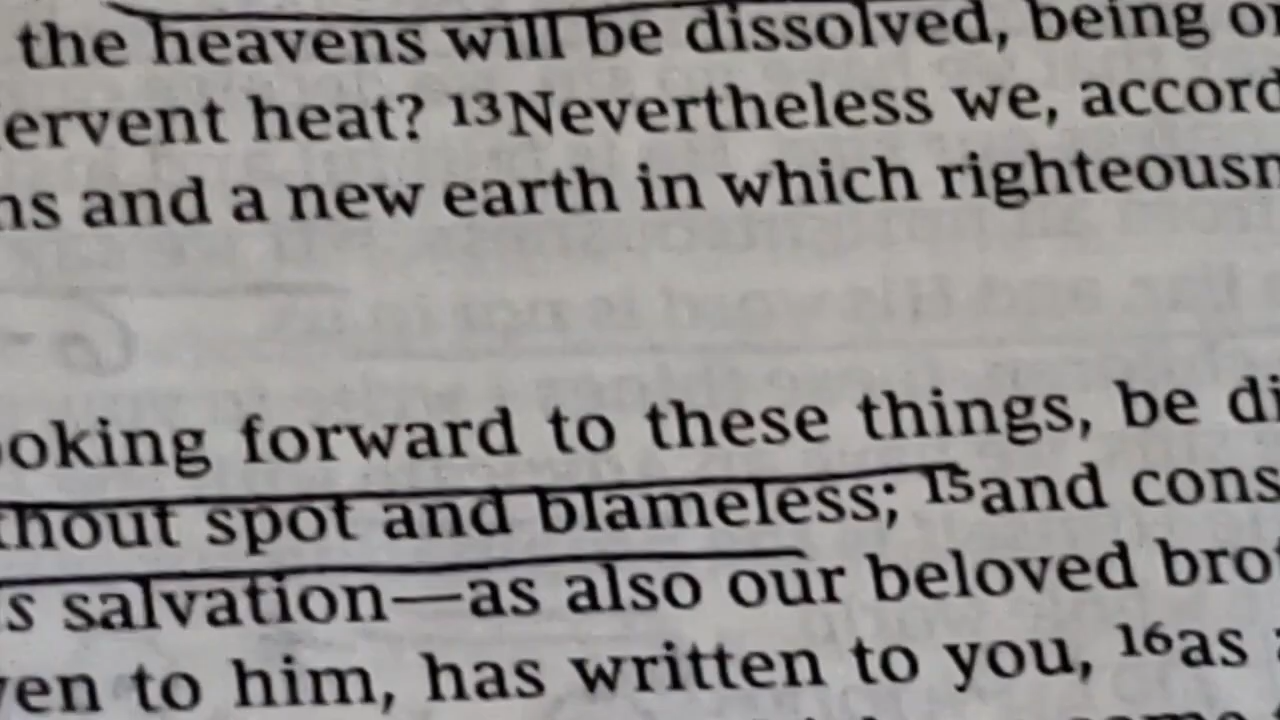 the heavens will be dissolved, being o
ervent heat? 13Nevertheless we, accord
ns and a new earth in which righteousn
oking forward to these things, be di
thout spot and blameless; 15and cons
s salvation—as also our beloved bro
ven to him, has written to you, 16as